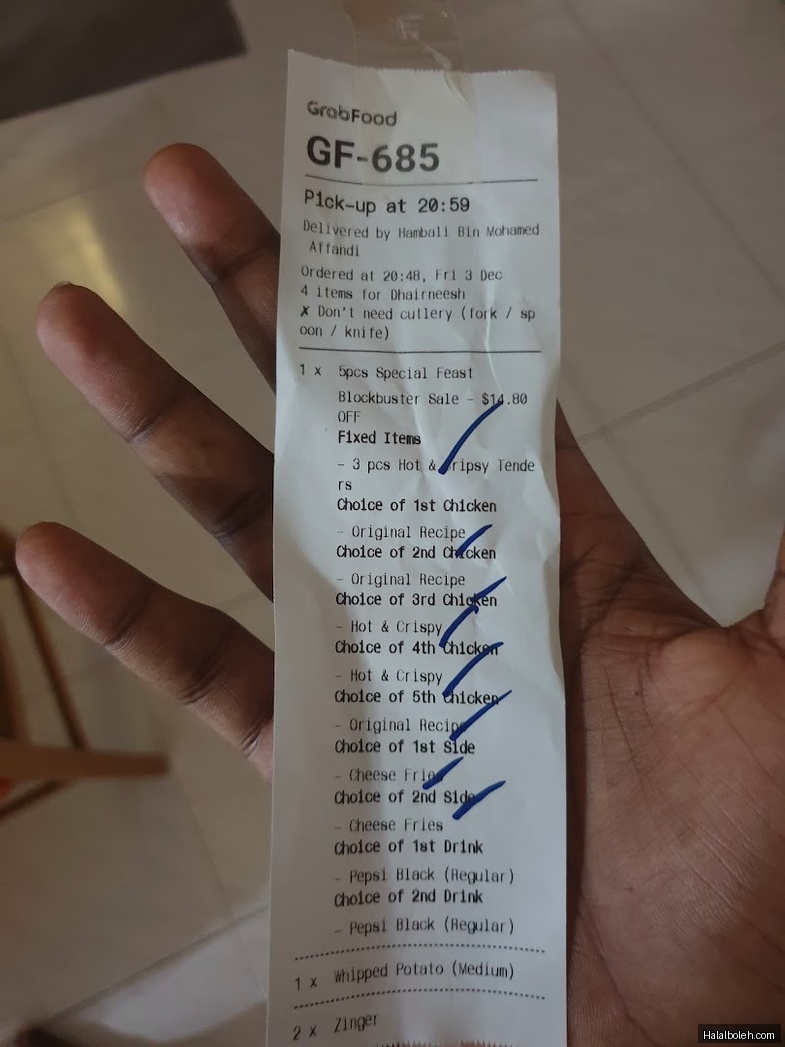 GrabFood
GF-685
Pick-up at 20:59
Delivered by Hambali Bin Mohamed
Affandi
Ordered at 20:48, Fri 3 Dec
4 items for Dhairneesh
✗ Don't need cutlery (fork / sp
oon / knife)
1 x 5pcs Special Feast
Blockbuster Sale - $14.80
OFF
Fixed Items
- 3 pcs Hot & Cripsy Tende
rs
Choice of 1st Chicken
- Original Recipe
Choice of 2nd Chicken
- Original Recipe
Choice of 3rd Chicken
- Hot & Crispy
Choice of 4th Chicken
- Hot & Crispy
Choice of 5th Chicken
- Original Recipe
Choice of 1st Side
- Cheese Fries
Choice of 2nd Side
- Cheese Fries
Choice of 1st Drink
- Pepsi Black (Regular)
Choice of 2nd Drink
- Pepsi Black (Regular)
1 x Whipped Potato (Medium)
2 x Zinger
Halalboleh.com